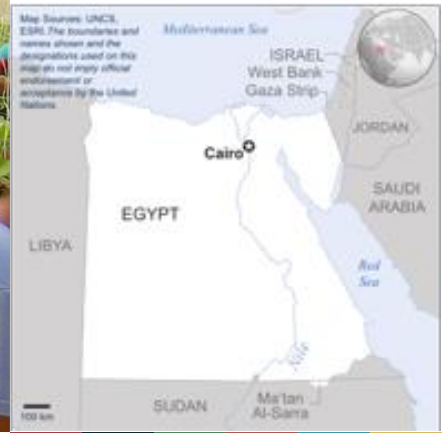 Map Sources: UNCS,
ESRI. The boundaries and
names shown and the
designations used on this
map do not imply official
endorsement or
acceptance by the United
Nations.
Mediterranean Sea
ISRAEL
West Bank
Gaza Strip
JORDAN
Cairo
SAUDI
ARABIA
EGYPT
LIBYA
Red
Sea
Nile
SUDAN
Ma'tan
Al-Sarra
100 km